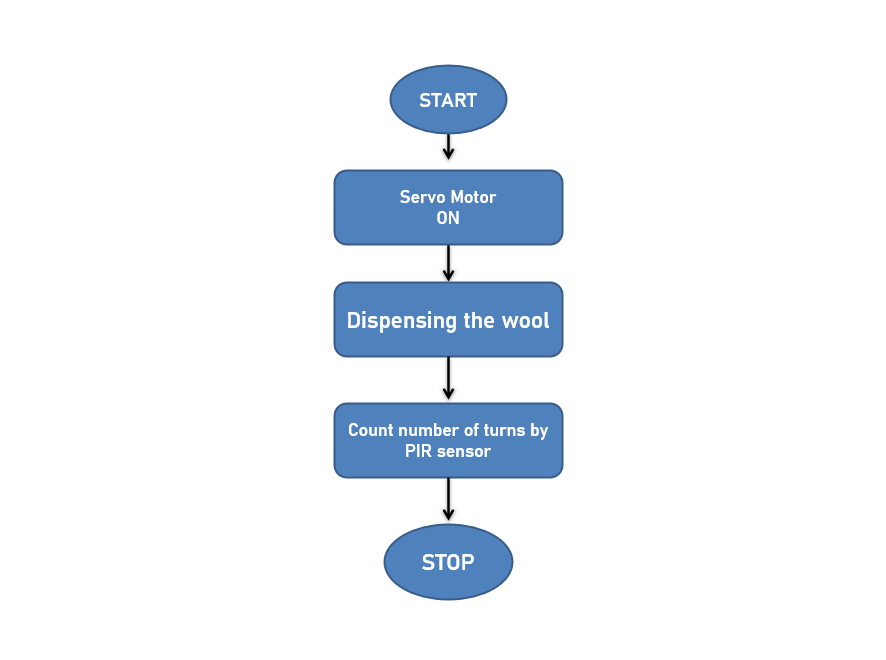 START
Servo Motor
ON
Dispensing the wool
Count number of turns by
PIR sensor
STOP